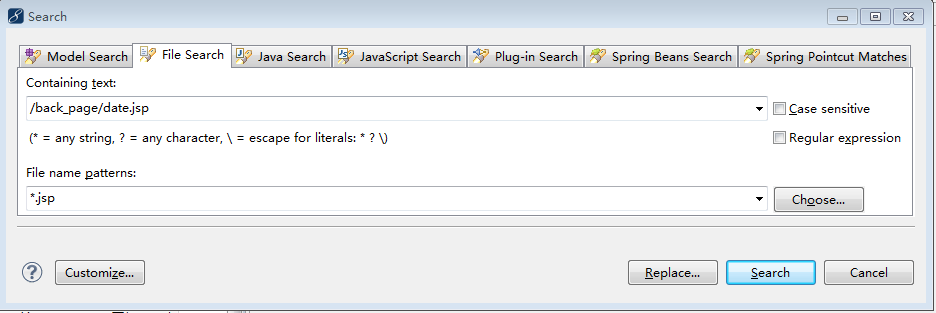 Search
Model Search File Search Java Search JavaScript Search Plug-in Search Spring Beans Search Spring Pointcut Matches
Containing text:
/back_page/date.jsp
Case sensitive
(* = any string, ? = any character, \ = escape for literals: * ? \)
Regular expression
File name patterns:
*.jsp
Choose...
Customize... Replace... Search Cancel